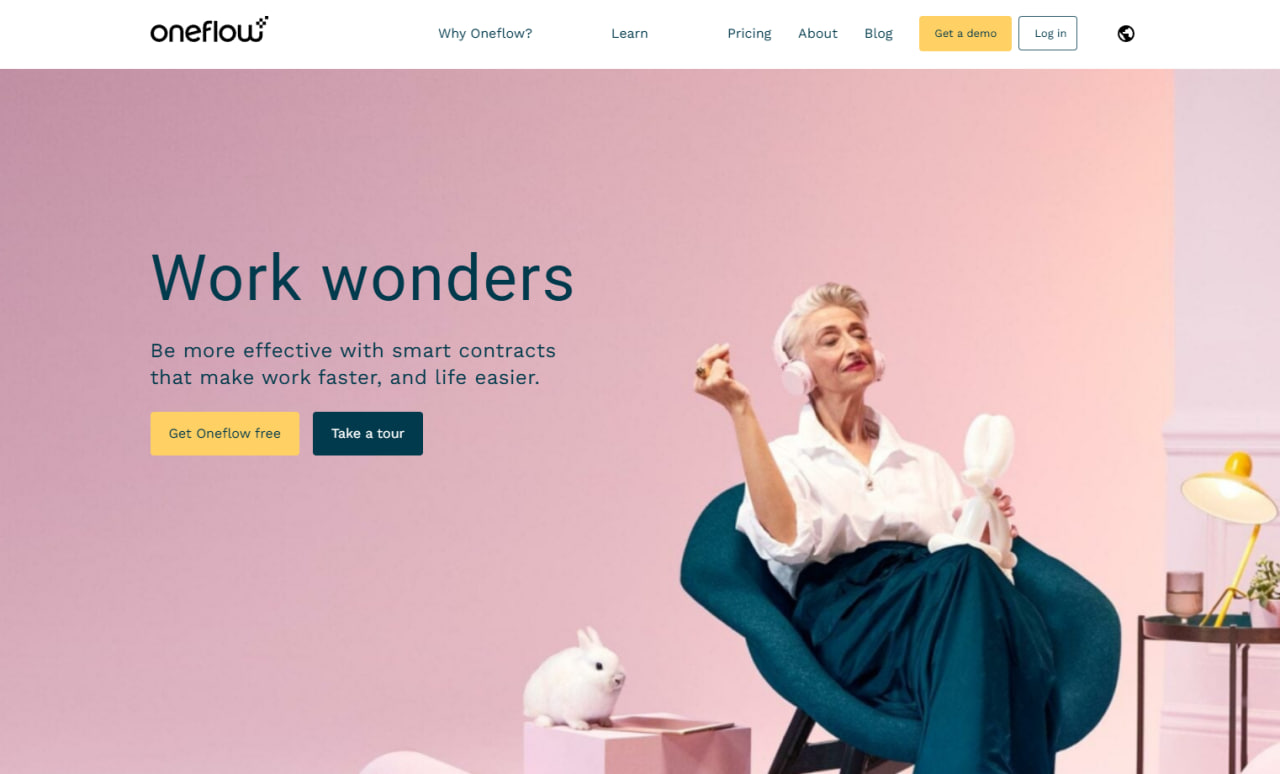 oneflow
Why Oneflow?
Learn
Pricing
About
Blog
Get a demo
Log in
Work wonders
Be more effective with smart contracts
that make work faster, and life easier.
Get Oneflow free
Take a tour